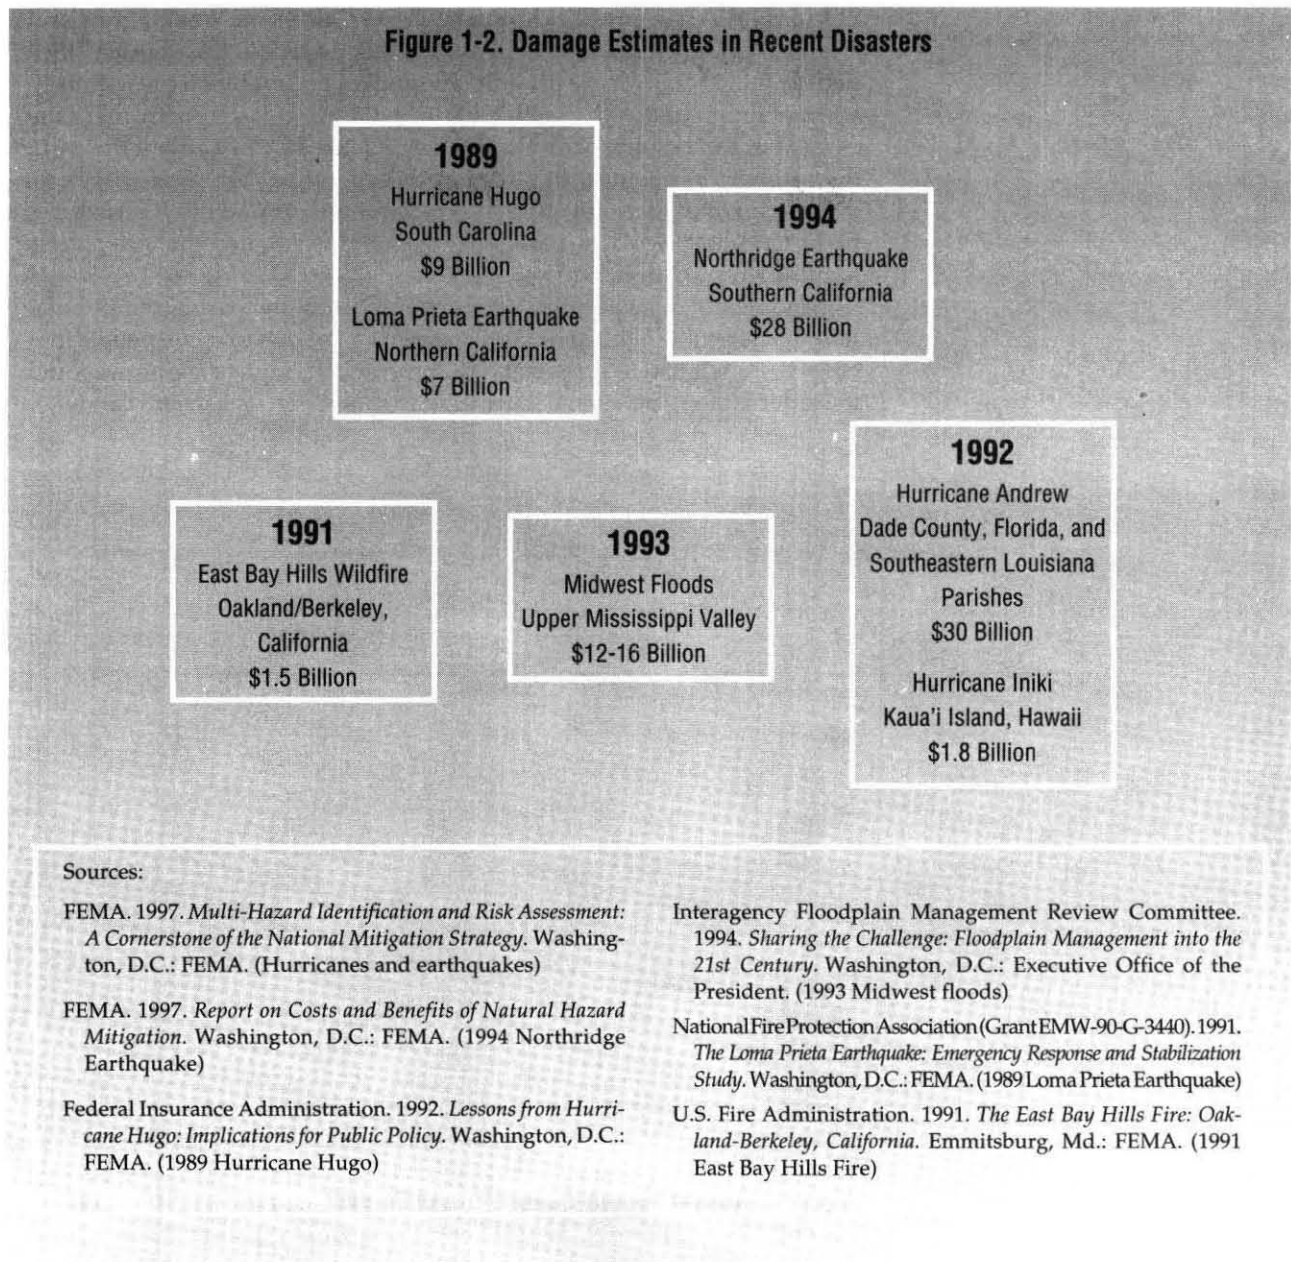 Figure 1-2. Damage Estimates in Recent Disasters
1989
Hurricane Hugo
South Carolina
$9 Billion
Loma Prieta Earthquake
Northern California
$7 Billion
1994
Northridge Earthquake
Southern California
$28 Billion
1991
East Bay Hills Wildfire
Oakland/Berkeley,
California
$1.5 Billion
1993
Midwest Floods
Upper Mississippi Valley
$12-16 Billion
1992
Hurricane Andrew
Dade County, Florida, and
Southeastern Louisiana
Parishes
$30 Billion
Hurricane Iniki
Kaua'i Island, Hawaii
$1.8 Billion
Sources:
FEMA. 1997. Multi-Hazard Identification and Risk Assessment:
A Cornerstone of the National Mitigation Strategy. Washing-
ton, D.C.: FEMA. (Hurricanes and earthquakes)
FEMA. 1997. Report on Costs and Benefits of Natural Hazard
Mitigation. Washington, D.C.: FEMA. (1994 Northridge
Earthquake)
Federal Insurance Administration. 1992. Lessons from Hurri-
cane Hugo: Implications for Public Policy. Washington, D.C.:
FEMA. (1989 Hurricane Hugo)
Interagency Floodplain Management Review Committee.
1994. Sharing the Challenge: Floodplain Management into the
21st Century. Washington, D.C.: Executive Office of the
President. (1993 Midwest floods)
National Fire Protection Association (Grant EMW-90-G-3440). 1991.
The Loma Prieta Earthquake: Emergency Response and Stabilization
Study. Washington, D.C.: FEMA. (1989 Loma Prieta Earthquake)
U.S. Fire Administration. 1991. The East Bay Hills Fire: Oak-
land-Berkeley, California. Emmitsburg, Md.: FEMA. (1991
East Bay Hills Fire)